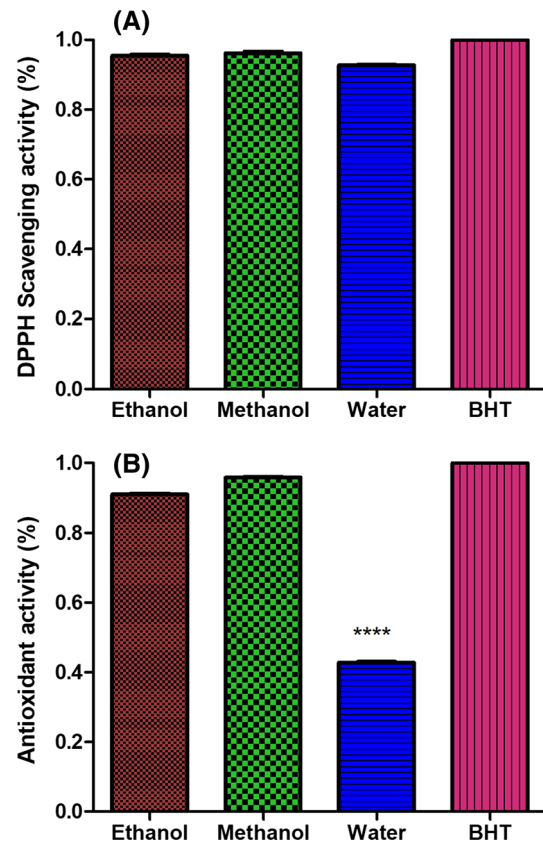 (A)
DPPH Scavenging activity (%)
1.0
0.8
0.6
0.4
0.2
0.0
Ethanol Methanol Water BHT
(B)
Antioxidant activity (%)
1.0
0.8
0.6
****
0.4
0.2
0.0
Ethanol Methanol Water BHT